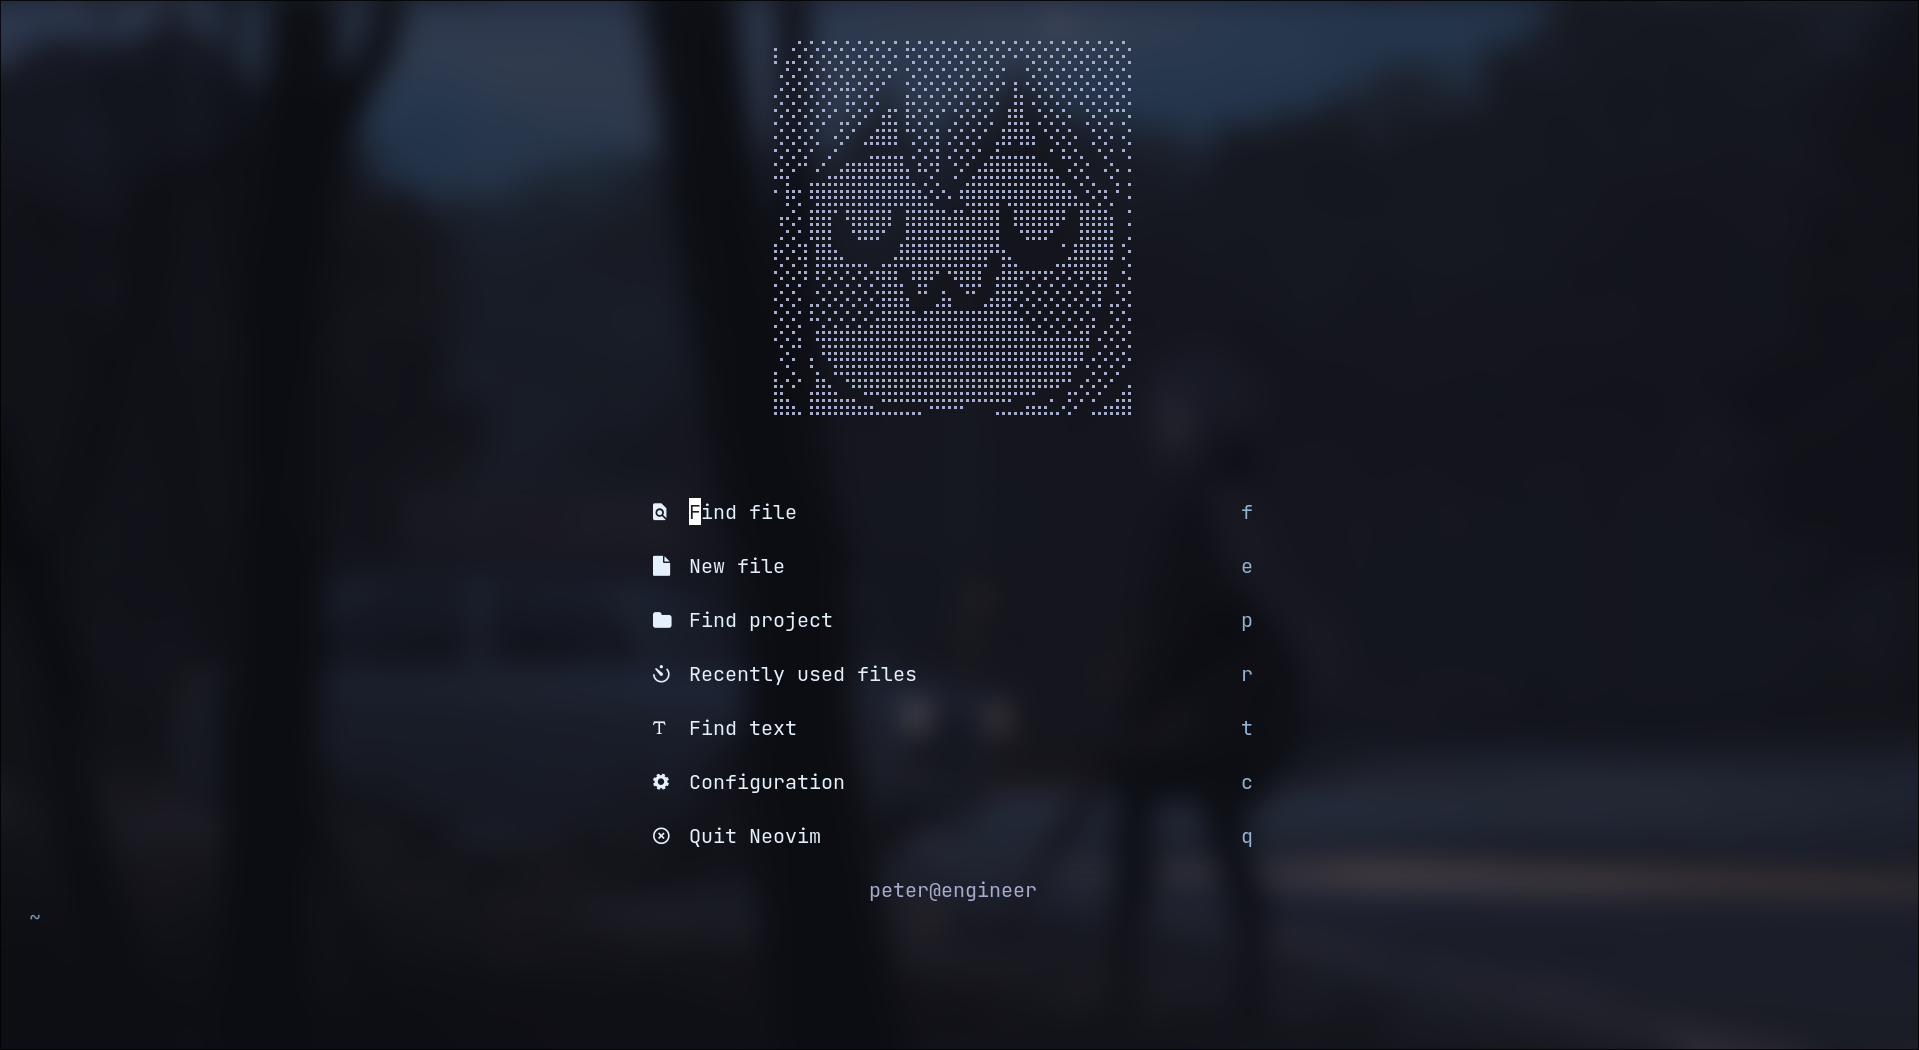 Find file f
New file e
Find project p
Recently used files r
Find text t
Configuration c
Quit Neovim q
peter@engineer
~